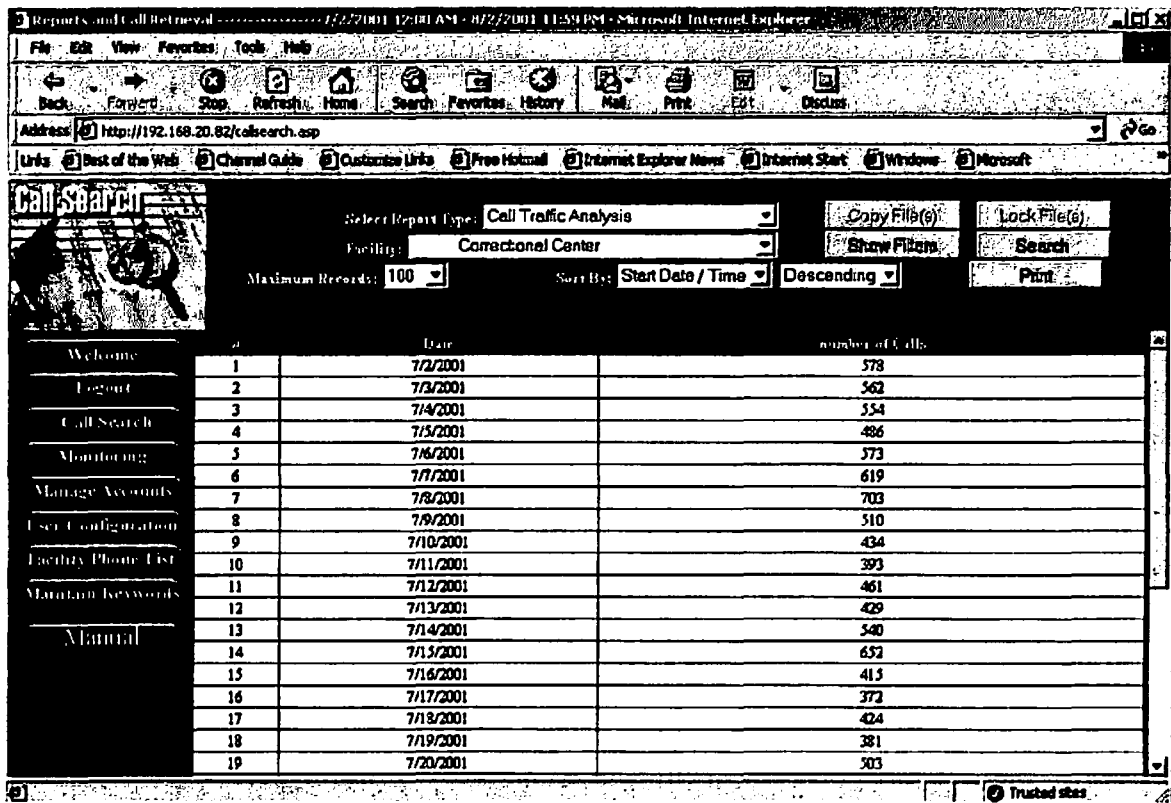 Reports and Call Retrieval ---------------- 7/2/2001 12:00 AM - 8/2/2001 11:59 PM - Microsoft Internet Explorer
File Edit View Favorites Tools Help
Back Forward Stop Refresh Home Search Favorites History Mail Print Edit Discuss
Address http://192.168.20.82/callsearch.asp Go
Links Best of the Web Channel Guide Customize Links Free Hotmail Internet Explorer News Internet Start Windows Microsoft
Call Search
Select Report Type: Call Traffic Analysis Copy File(s) Lock File(s)
Facility: Correctional Center Show Filters Search
Maximum Records: 100 Sort By: Start Date / Time Descending Print
Welcome
Logout
Call Search
Monitoring
Manage Accounts
User Configuration
Facility Phone List
Maintain Keywords
Manual
# Date number of Calls
1 7/2/2001 578
2 7/3/2001 562
3 7/4/2001 554
4 7/5/2001 486
5 7/6/2001 573
6 7/7/2001 619
7 7/8/2001 703
8 7/9/2001 510
9 7/10/2001 434
10 7/11/2001 393
11 7/12/2001 461
12 7/13/2001 429
13 7/14/2001 540
14 7/15/2001 652
15 7/16/2001 415
16 7/17/2001 372
17 7/18/2001 424
18 7/19/2001 381
19 7/20/2001 503
Trusted sites